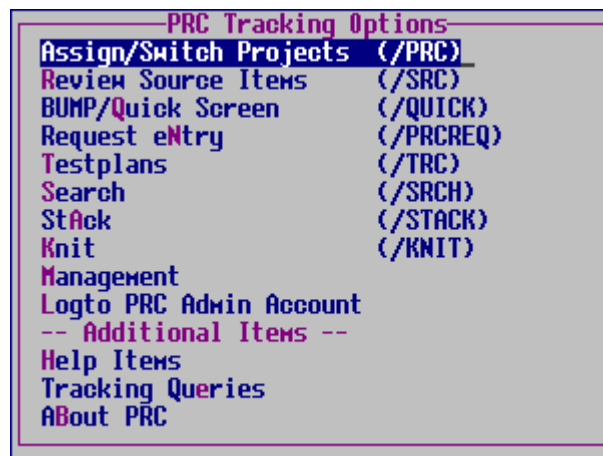 PRC Tracking Options
Assign/Switch Projects (/PRC)
Review Source Items (/SRC)
BUMP/Quick Screen (/QUICK)
Request eNtry (/PRCREQ)
Testplans (/TRC)
Search (/SRCH)
StAck (/STACK)
Knit (/KNIT)
Management
Logto PRC Admin Account
-- Additional Items --
Help Items
Tracking Queries
ABout PRC